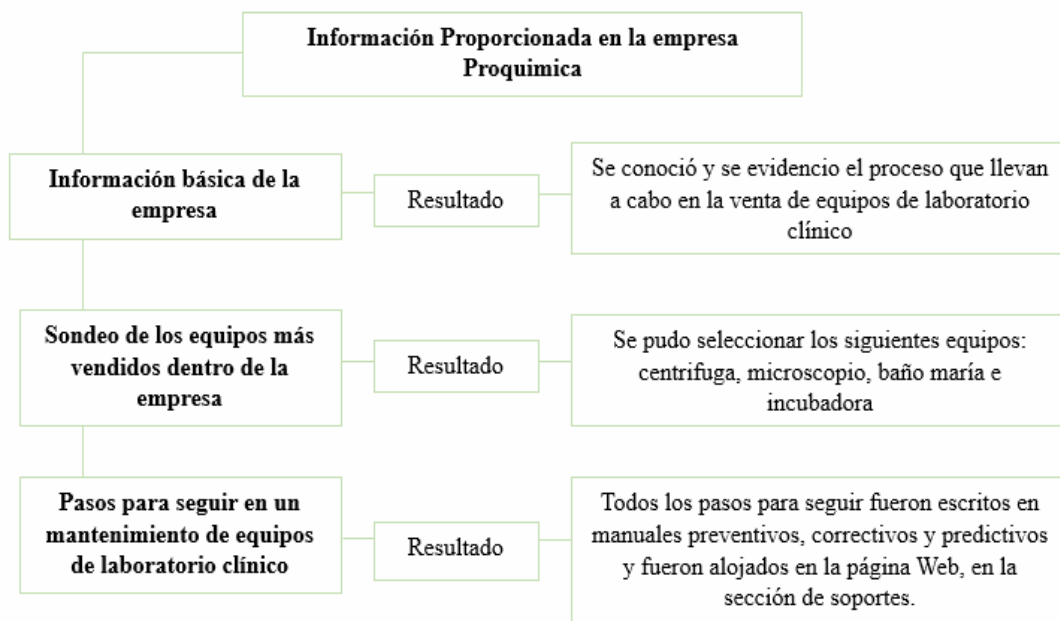 Información Proporcionada en la empresa
Proquimica
Información básica de la
empresa
Resultado
Se conoció y se evidencio el proceso que llevan
a cabo en la venta de equipos de laboratorio
clínico
Sondeo de los equipos más
vendidos dentro de la
empresa
Resultado
Se pudo seleccionar los siguientes equipos:
centrifuga, microscopio, baño maría e
incubadora
Pasos para seguir en un
mantenimiento de equipos
de laboratorio clínico
Resultado
Todos los pasos para seguir fueron escritos en
manuales preventivos, correctivos y predictivos
y fueron alojados en la página Web, en la
sección de soportes.